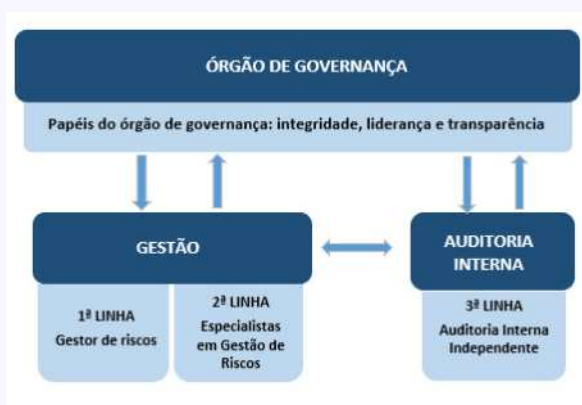 ÓRGÃO DE GOVERNANÇA
Papéis do órgão de governança: integridade, liderança e transparência
GESTÃO
1ª LINHA
Gestor de riscos
2ª LINHA
Especialistas
em Gestão de
Riscos
AUDITORIA
INTERNA
3ª LINHA
Auditoria Interna
Independente